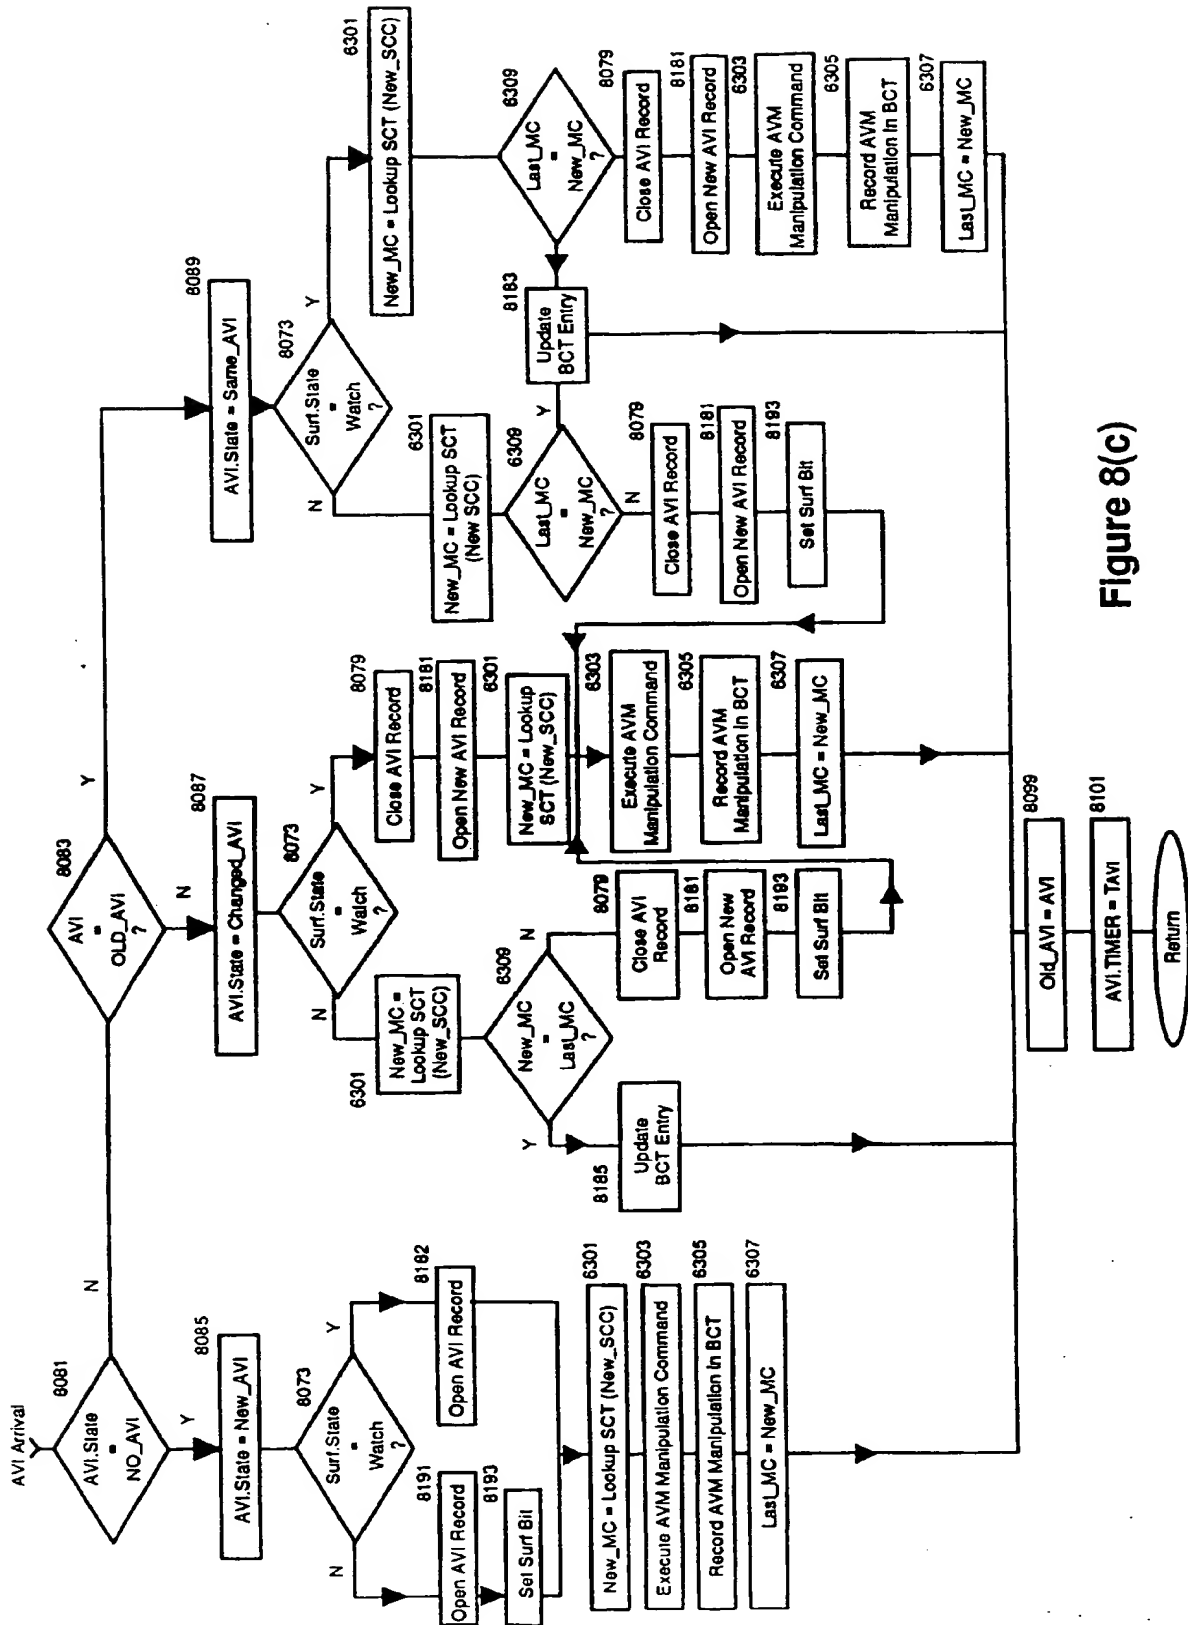 AVI Arrival
8081
AVI.State
=
NO_AVI
?
N
Y
8085
AVI.State = New_AVI
8073
Surf.State
=
Watch
?
N
Y
8191
Open AVI Record
8193
Set Surf Bit
8182
Open AVI Record
6301
New_MC = Lookup SCT (New_SCC)
6303
Execute AVM Manipulation Command
6305
Record AVM Manipulation In BCT
6307
Last_MC = New_MC
8083
AVI
=
OLD_AVI
?
Y
N
8087
AVI.State = Changed_AVI
8073
Surf.State
=
Watch
?
N
Y
6301
New_MC =
Lookup SCT
(New_SCC)
6309
New_MC
=
Last_MC
?
Y
N
8185
Update
BCT Entry
8079
Close AVI
Record
8181
Open New
AVI Record
8193
Set Surf Bit
8079
Close AVI Record
8181
Open New AVI Record
6301
New_MC = Lookup
SCT (New_SCC)
6303
Execute AVM
Manipulation Command
6305
Record AVM
Manipulation In BCT
6307
Last_MC = New_MC
8089
AVI.State = Same_AVI
8073
Surf.State
=
Watch
?
N
Y
6301
New_MC = Lookup SCT
(New SCC)
6309
Last_MC
=
New_MC
?
Y
N
8079
Close AVI Record
8181
Open New AVI Record
8193
Set Surf Bit
8183
Update
BCT Entry
6301
New_MC = Lookup SCT (New_SCC)
6309
Last_MC
=
New_MC
?
8079
Close AVI Record
8181
Open New AVI Record
6303
Execute AVM
Manipulation Command
6305
Record AVM
Manipulation In BCT
6307
Last_MC = New_MC
8099
Old_AVI = AVI
8101
AVI.TIMER = TAVI
Return
Figure 8(c)